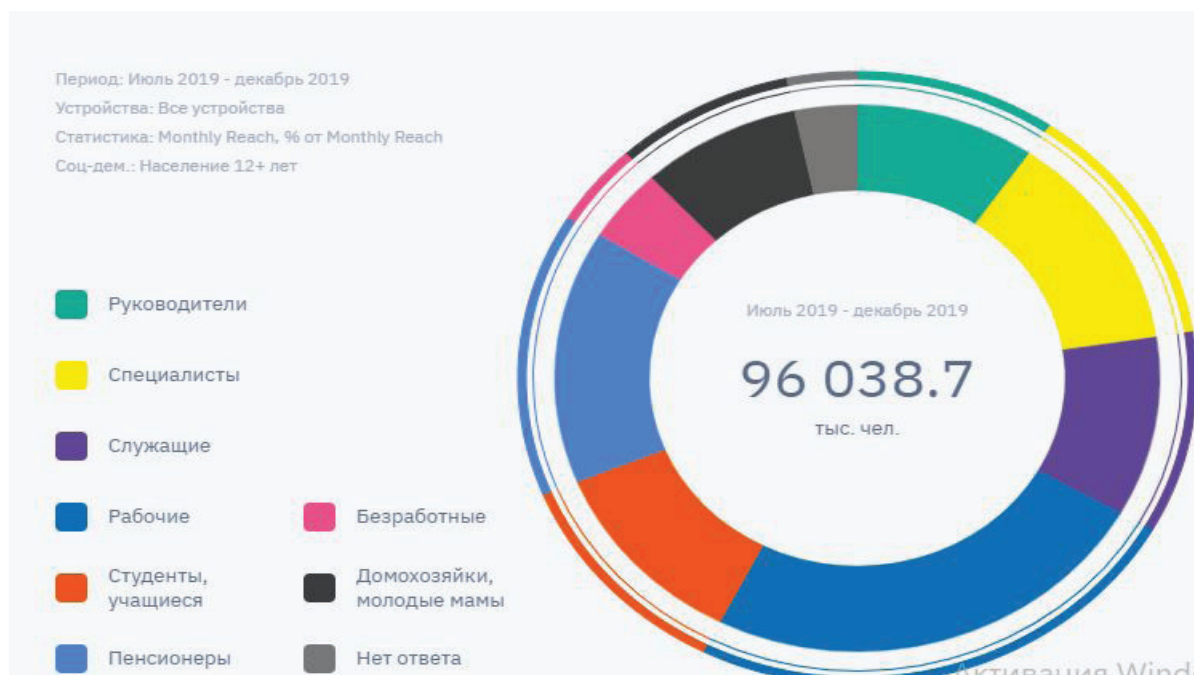 Период: Июль 2019 - декабрь 2019
Устройства: Все устройства
Статистика: Monthly Reach, % от Monthly Reach
Соц-дем.: Население 12+ лет
Июль 2019 - декабрь 2019
96 038.7
тыс. чел.
Руководители
Специалисты
Служащие
Рабочие
Безработные
Студенты,
учащиеся
Домохозяйки,
молодые мамы
Пенсионеры
Нет ответа
Активация Wind